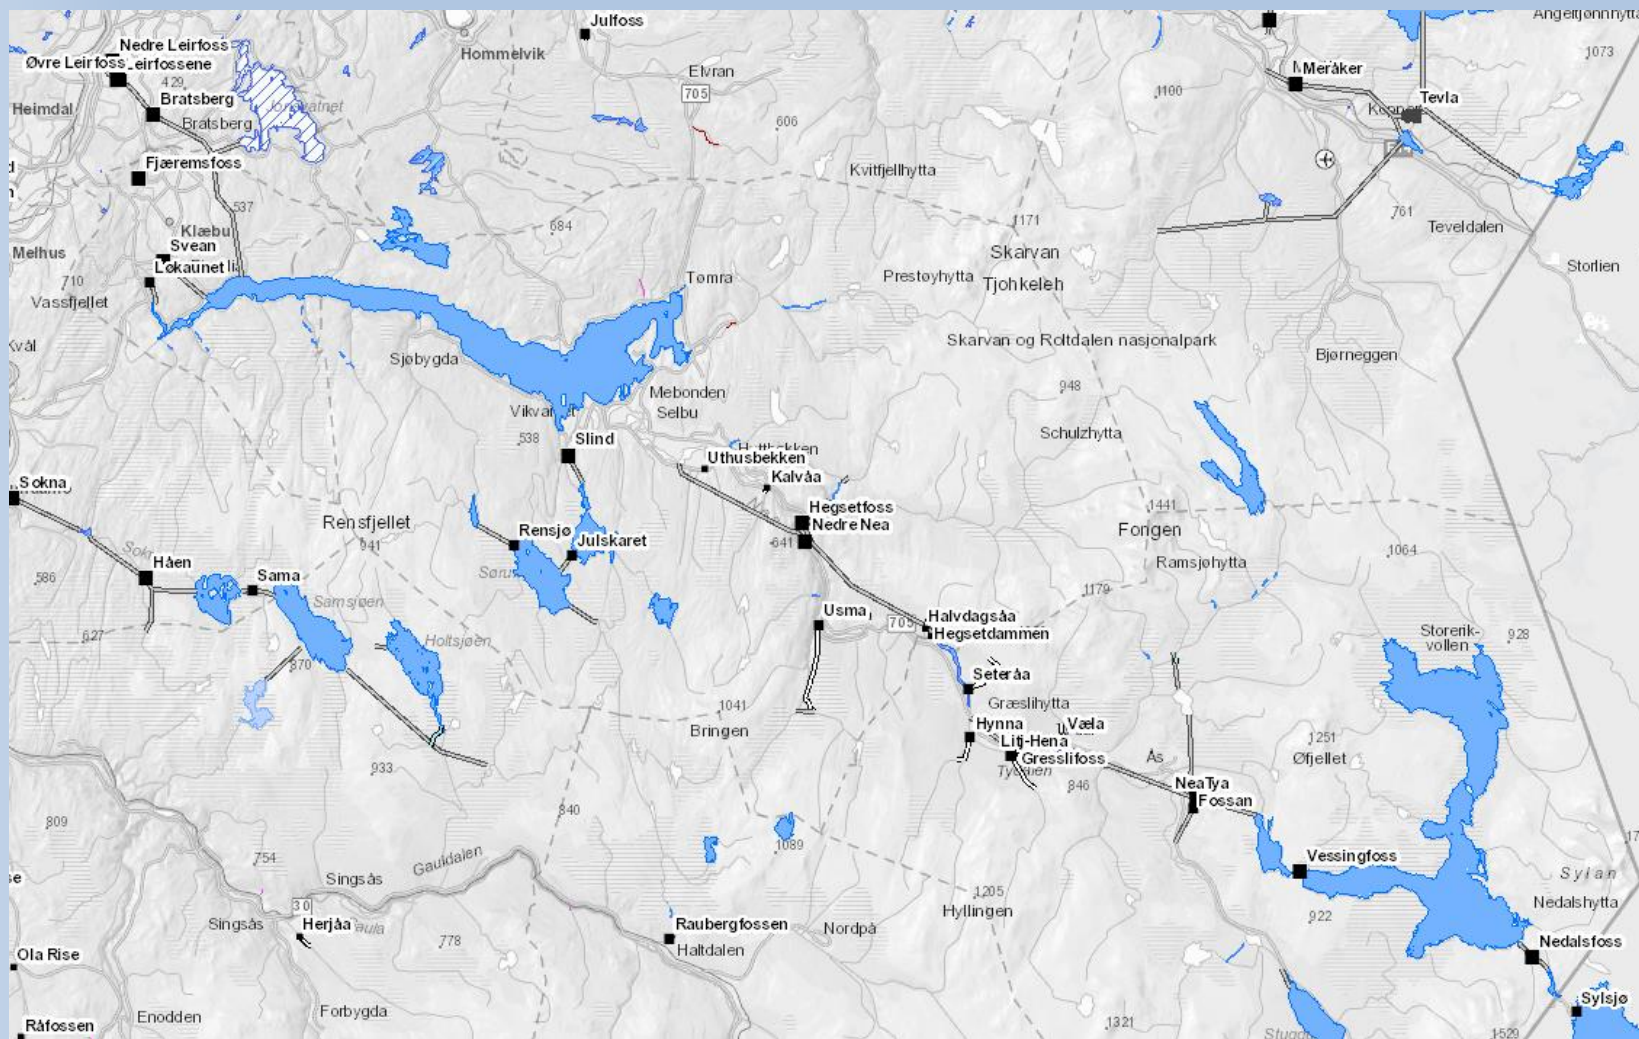 Julfoss
Angeltjønnhytta
Nedre Leirfoss
Hommelvik
1073
Øvre Leirfoss
Leirfossene
Elvran
Meråker
429
4
705
1100
Tevla
Heimdal
Bratsberg
Jonsvatnet
Bratsberg
606
Fjæremsfoss
Kvitfjellhytta
537
684
1171
761
Klæbu
Teveldalen
Melhus
Svean
Skarvan
Løkaunet
Tømra
Prestøyhytta
Tjohkeleh
Storlien
710
Vassfjellet
Kvål
Sjøbygda
Skarvan og Roltdalen nasjonalpark
Bjørneggen
Mebonden
948
Selbu
538
Slind
Schulzhytta
Uthusbekken
Sokna
Kalvåa
Hegsetfoss
1441
Rensfjellet
Rensjø
Nedre Nea
Fongen
941
641
1064
Julskaret
Håen
Ramsjøhytta
586
Sama
1179
Samsjøen
Usma
Halvdagsåa
705
Hegsetdammen
Storerik-
vollen
928
627
Holtsjøen
870
Seteråa
Græslihytta
1041
Bringen
Hynna
Væla
1251
Litj-Hena
Øfjellet
Gresslifoss
Ås
933
846
Nea
Tya
Fossan
809
840
1089
754
Gauldalen
Vessingfoss
Singsås
Sylan
1205
Nedalshytta
Hyllingen
922
30
Singsås
Herjåa
Gaula
Raubergfossen
Nordpå
778
Haltdalen
Nedalsfoss
Ola Rise
Sylsjø
Enodden
Forbygda
1321
Råfossen
1529